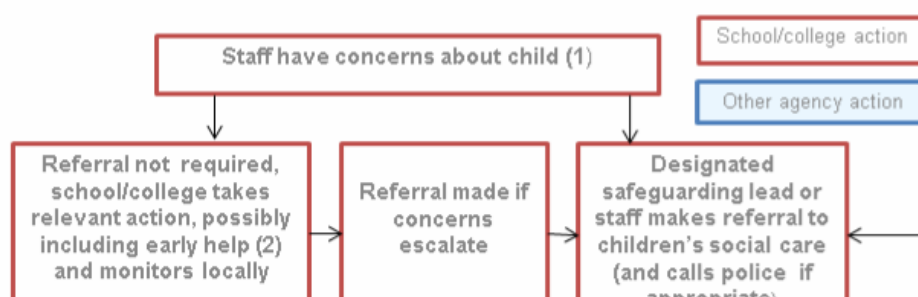 School/college action
Staff have concerns about child (1)
Other agency action
Referral not required,
school/college takes
relevant action, possibly
including early help (2)
and monitors locally
Referral made if
concerns
escalate
Designated
safeguarding lead or
staff makes referral to
children's social care
(and calls police if
appropriate)